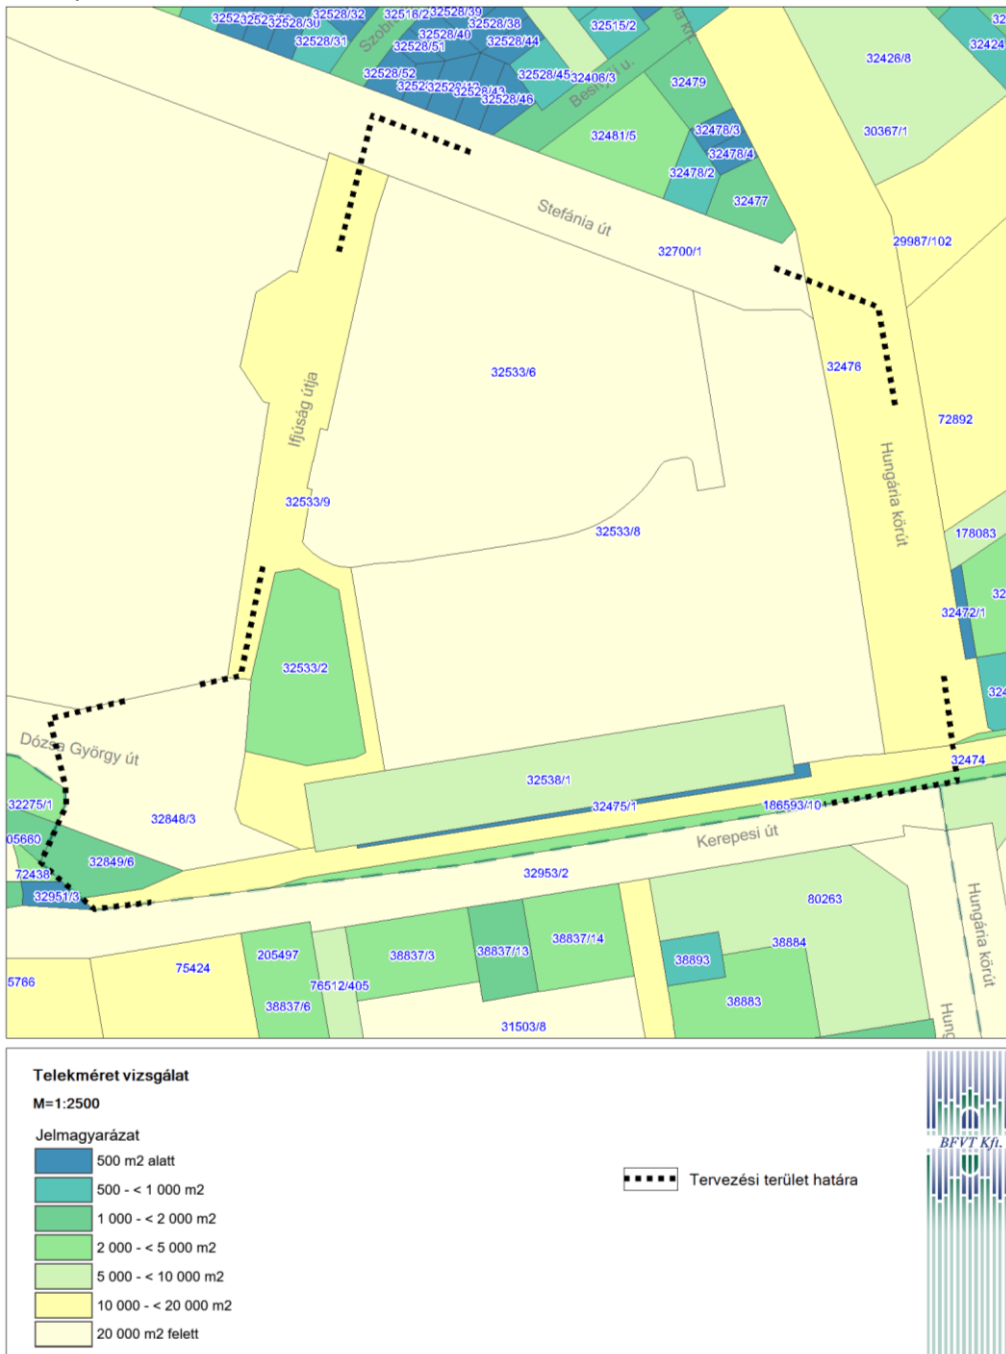 32528/32
32516/2
32528/39
32528/30
32528/40
32528/38
32515/2
32528/31
32528/51
32528/44
32426/8
32528/52
32528/45
32406/3
Besnyői u.
32479
32528/46
32481/5
32478/3
30367/1
32478/4
32478/2
32477
Stefánia út
32700/1
29987/102
32533/6
32476
Ifjúság útja
72892
Hungária körút
32533/9
32533/8
178083
32472/1
32533/2
Dózsa György út
32474
32538/1
32275/1
32475/1
186593/10
32848/3
Kerepesi út
05660
32849/6
72438
32953/2
32951/3
80263
Hungária körút
205497
38837/3
38837/13
38837/14
38884
38893
5766
75424
76512/405
38837/6
38883
Hung
31503/8
Telekméret vizsgálat
M=1:2500
Jelmagyarázat
500 m2 alatt
500 - < 1 000 m2
1 000 - < 2 000 m2
2 000 - < 5 000 m2
5 000 - < 10 000 m2
10 000 - < 20 000 m2
20 000 m2 felett
Tervezési terület határa
BFVT Kft.